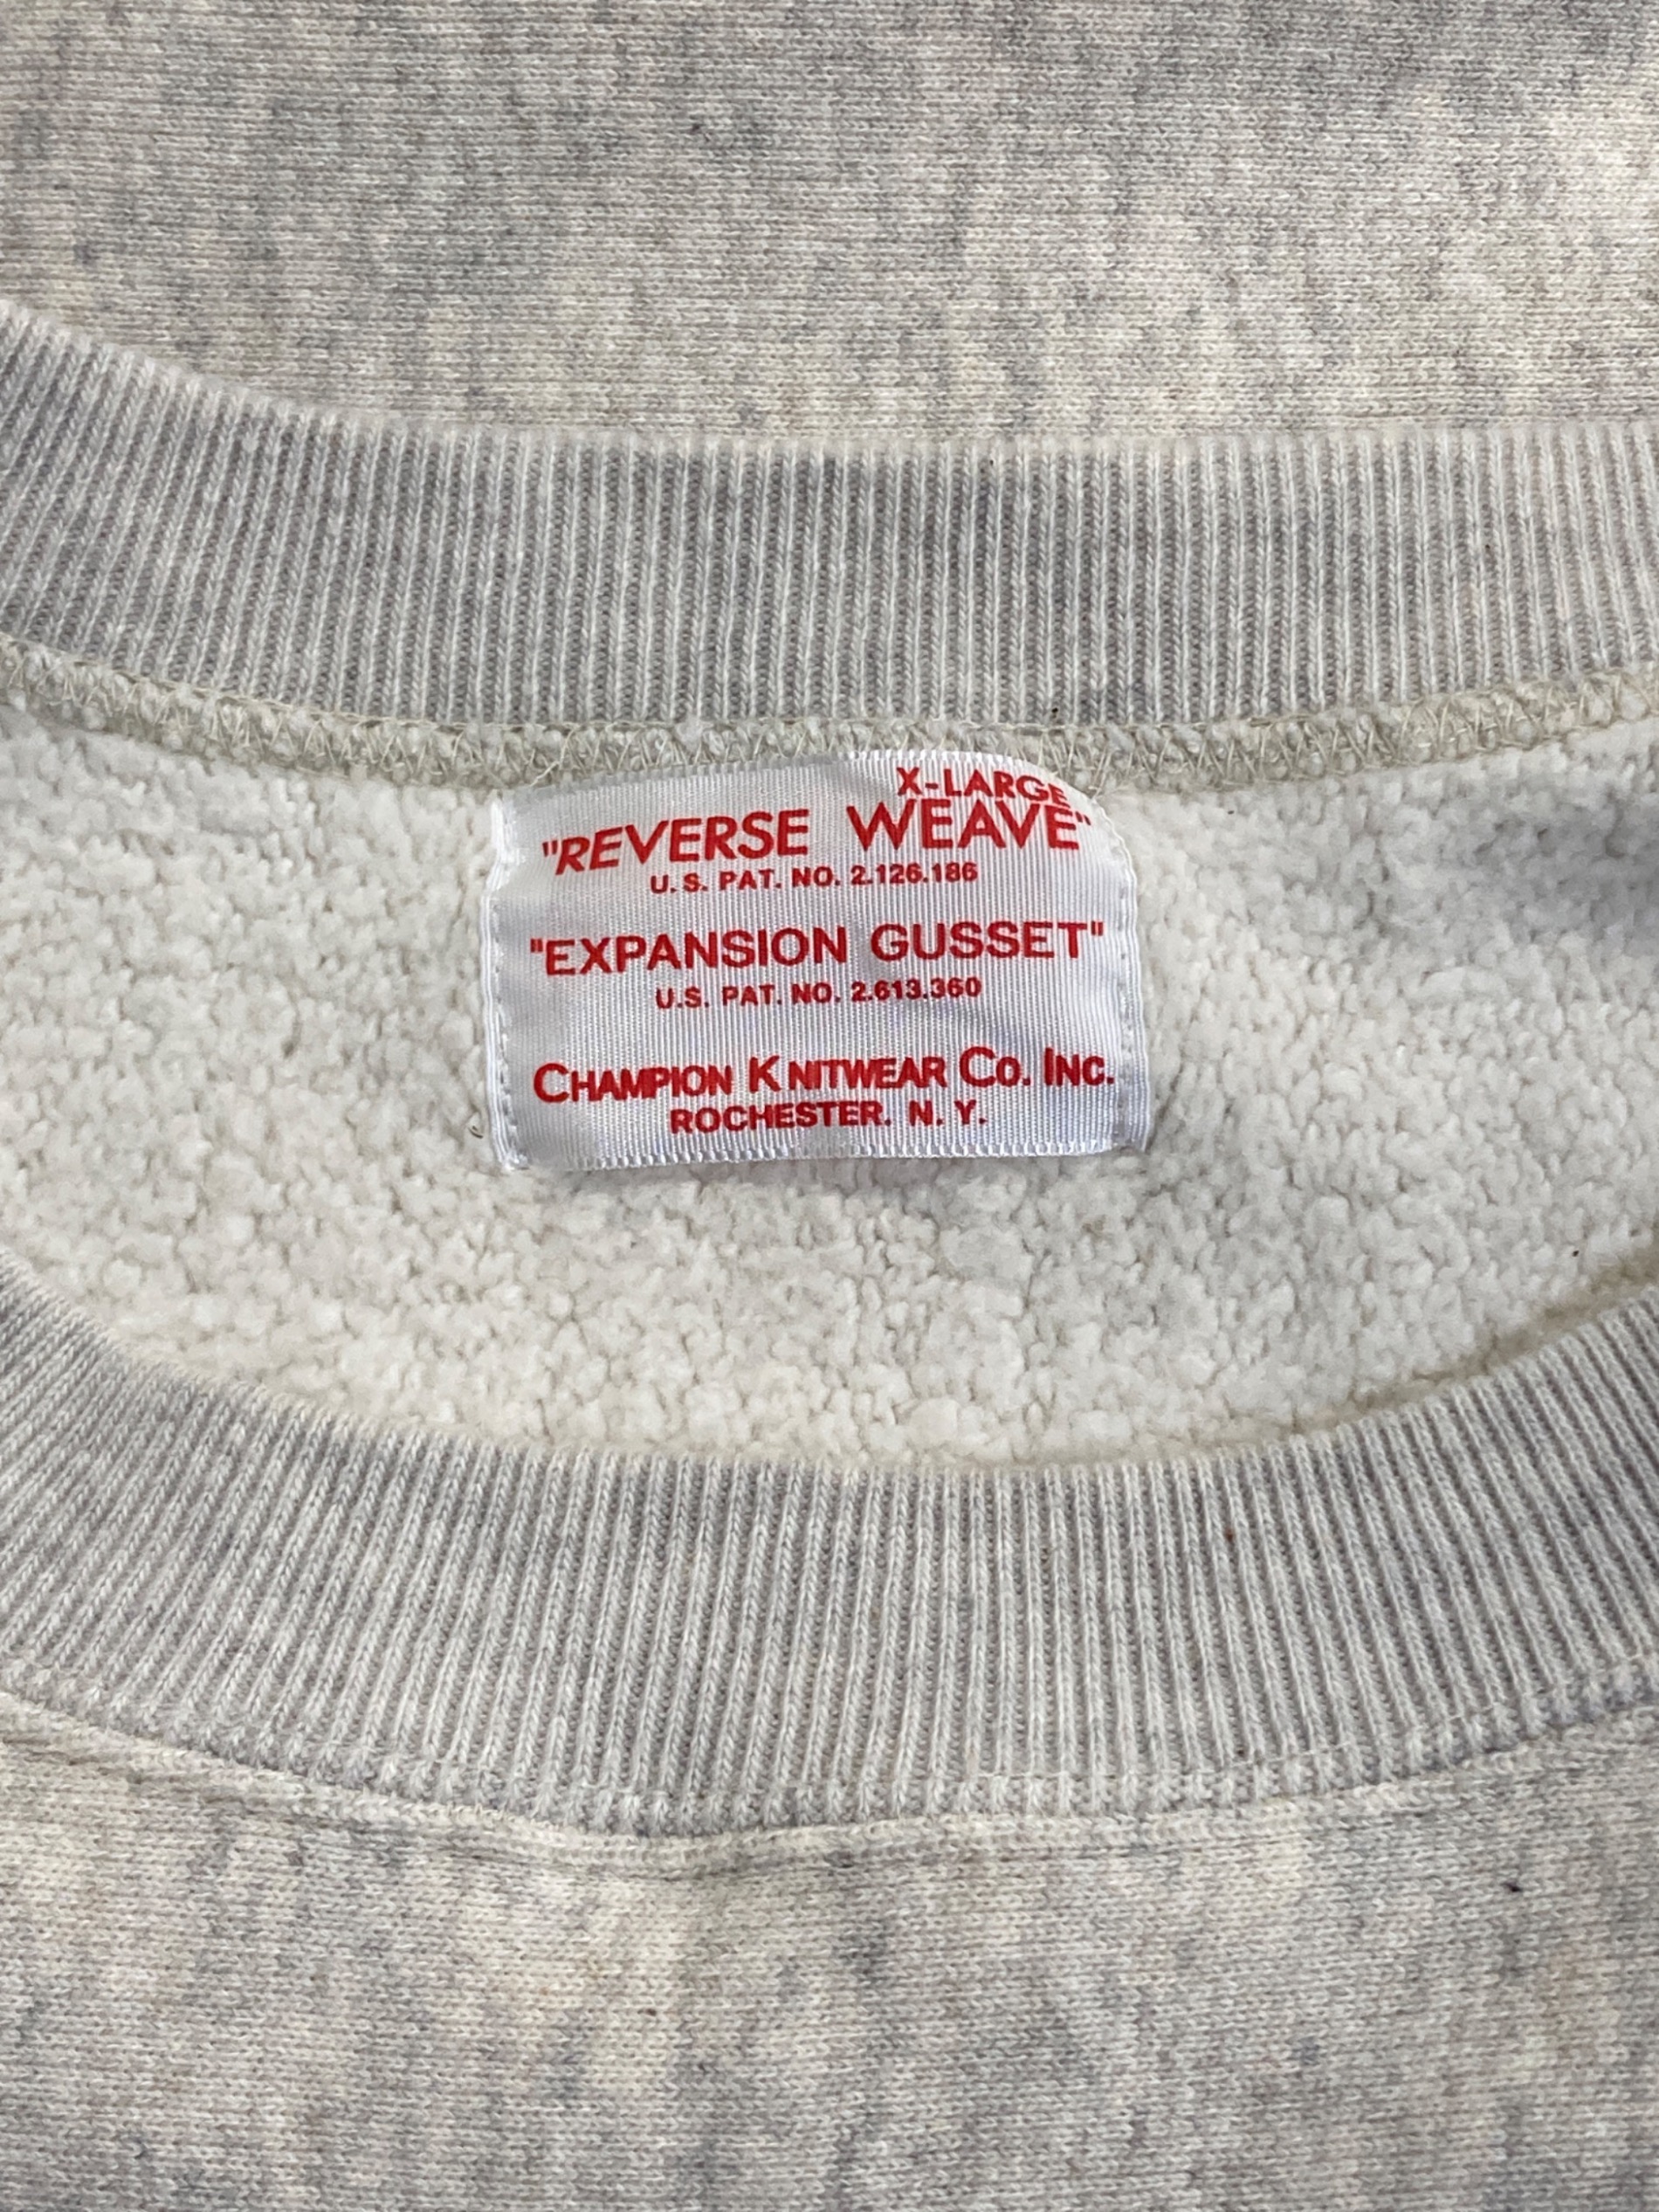 X-LARGE
"REVERSE WEAVE"
U. S. PAT. NO. 2.126.186
"EXPANSION GUSSET"
U.S. PAT. NO. 2.613.360
CHAMPION KNITWEAR CO. INC.
ROCHESTER. N. Y.